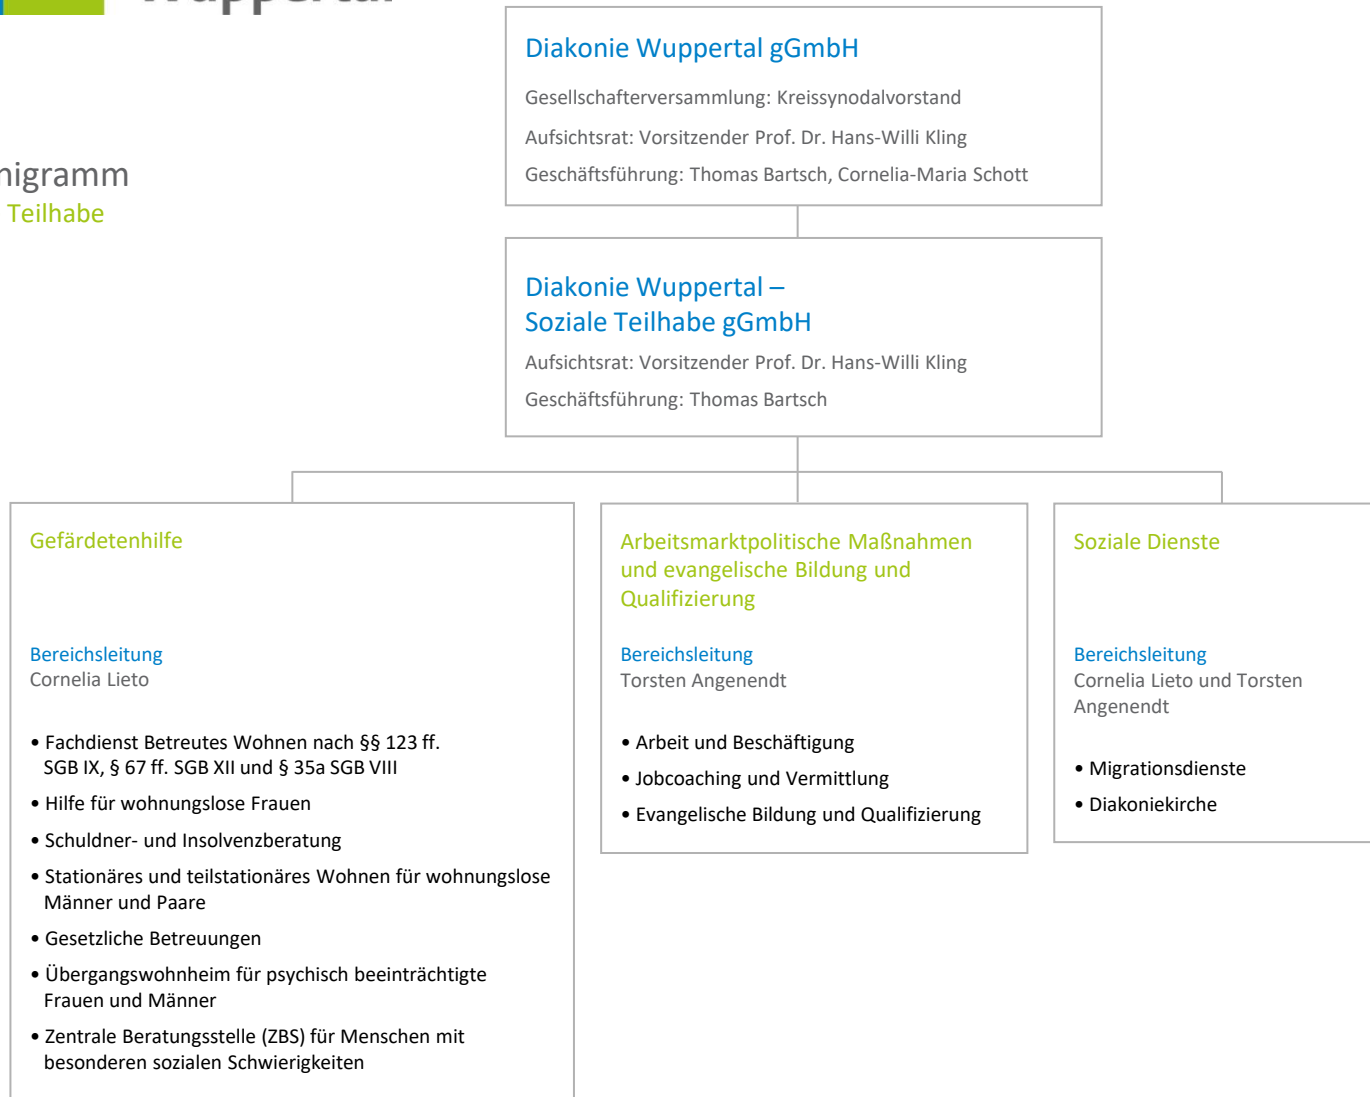 Wuppertal
nigramm
Teilhabe
Diakonie Wuppertal gGmbH
Gesellschafterversammlung: Kreissynodalvorstand
Aufsichtsrat: Vorsitzender Prof. Dr. Hans-Willi Kling
Geschäftsführung: Thomas Bartsch, Cornelia-Maria Schott
Diakonie Wuppertal –
Soziale Teilhabe gGmbH
Aufsichtsrat: Vorsitzender Prof. Dr. Hans-Willi Kling
Geschäftsführung: Thomas Bartsch
Gefärdetenhilfe
Bereichsleitung
Cornelia Lieto
• Fachdienst Betreutes Wohnen nach §§ 123 ff.
SGB IX, § 67 ff. SGB XII und § 35a SGB VIII
• Hilfe für wohnungslose Frauen
• Schuldner- und Insolvenzberatung
• Stationäres und teilstationäres Wohnen für wohnungslose
Männer und Paare
• Gesetzliche Betreuungen
• Übergangswohnheim für psychisch beeinträchtigte
Frauen und Männer
• Zentrale Beratungsstelle (ZBS) für Menschen mit
besonderen sozialen Schwierigkeiten
Arbeitsmarktpolitische Maßnahmen
und evangelische Bildung und
Qualifizierung
Bereichsleitung
Torsten Angenendt
• Arbeit und Beschäftigung
• Jobcoaching und Vermittlung
• Evangelische Bildung und Qualifizierung
Soziale Dienste
Bereichsleitung
Cornelia Lieto und Torsten
Angenendt
• Migrationsdienste
• Diakoniekirche